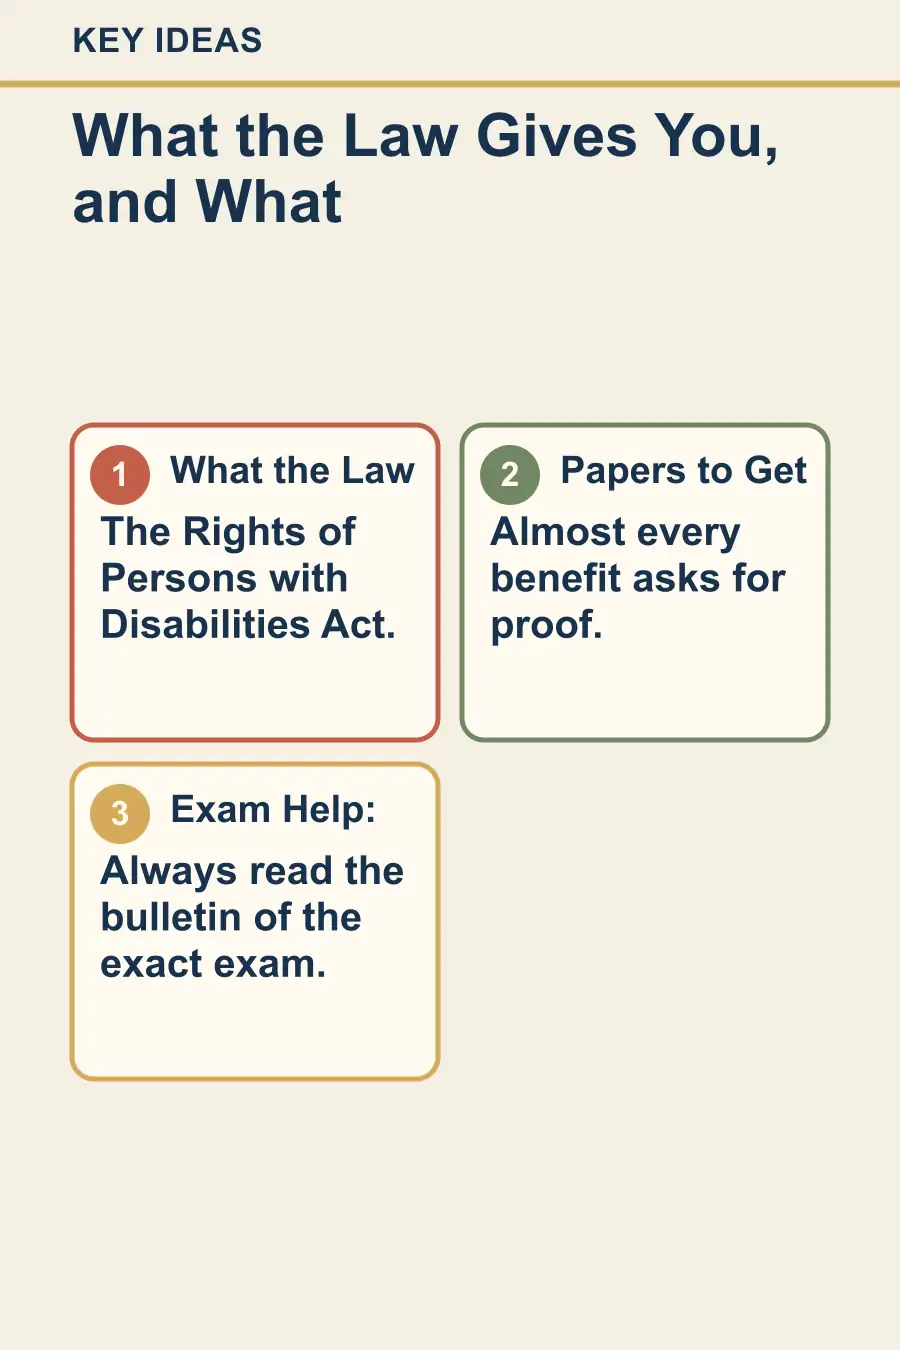 KEY IDEAS
What the Law Gives You,
and What
1 What the Law
The Rights of
Persons with
Disabilities Act.
2 Papers to Get
Almost every
benefit asks for
proof.
3 Exam Help:
Always read the
bulletin of the
exact exam.